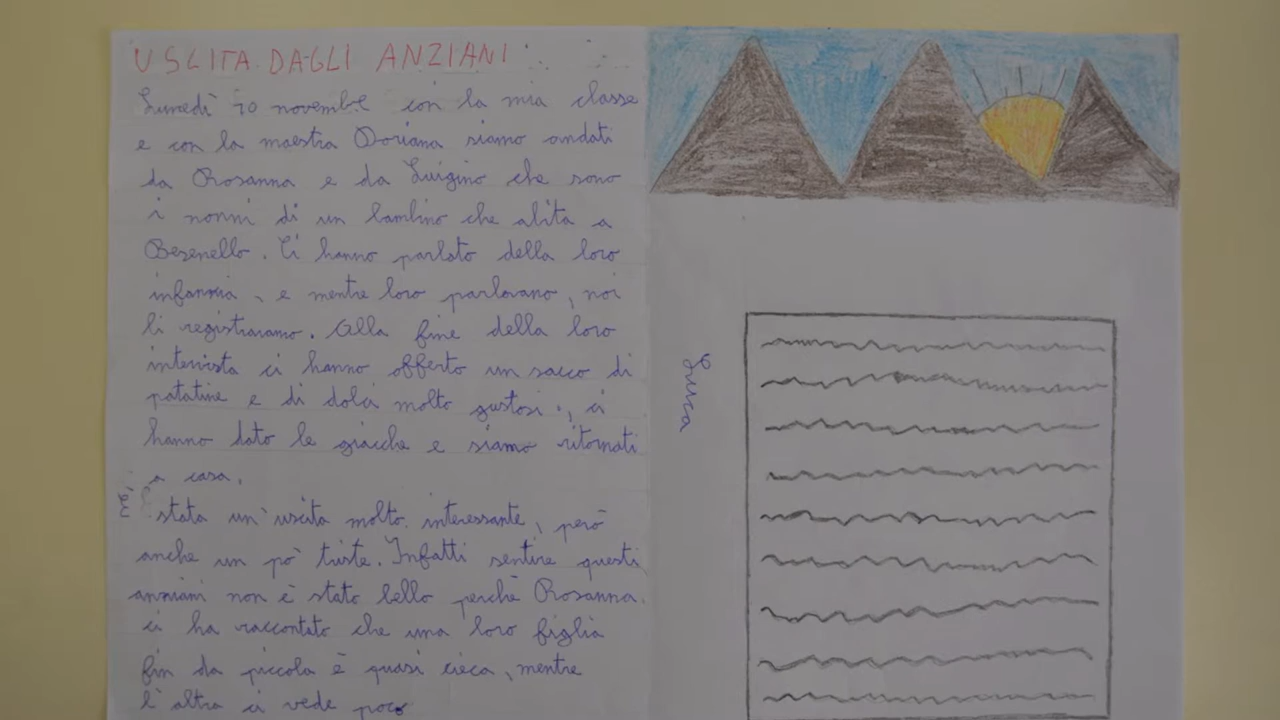 USCITA DAGLI ANZIANI
Lunedì 10 novembre con la mia classe
e con la maestra Doriana siamo andati
da Rosanna e da Luigino che sono
i nonni di un bambino che abita a
Besenello. Ci hanno parlato della loro
infanzia, e mentre loro parlavano, noi
li registravamo. Alla fine della loro
intervista ci hanno offerto un sacco di
patatine e di dolci molto gustosi, ci
hanno dato le giacche e siamo ritornati
a casa.
È stata un'uscita molto interessante, però
anche un pò triste. Infatti sentire questi
anziani non è stato bello perchè Rosanna
ci ha raccontato che una loro figlia
fin da piccola è quasi cieca, mentre
l'altra ci vede poco
Luca